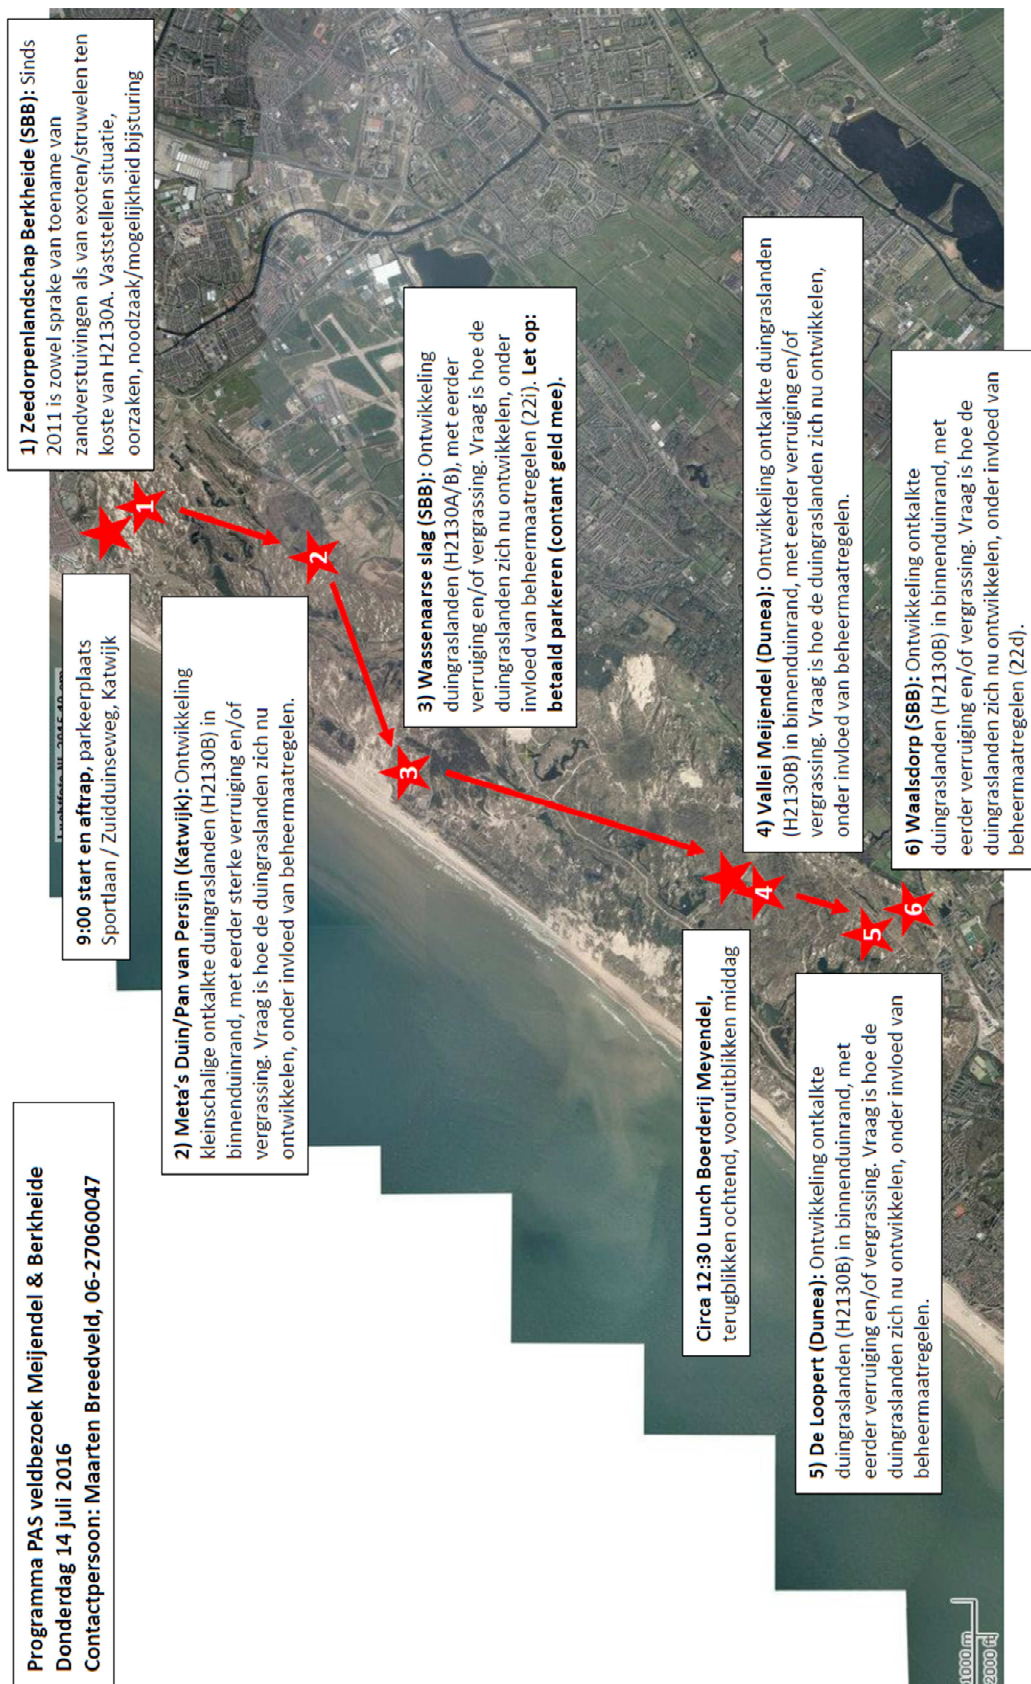 Programma PAS veldbezoek Meijendel & Berkheide
Donderdag 14 juli 2016
Contactpersoon: Maarten Breedveld, 06-27060047
9:00 start en aftrap, parkeerplaats
Sportlaan / Zuidduinseweg, Katwijk
1) Zeedorpenlandschap Berkheide (SBB): Sinds
2011 is zowel sprake van toename van
zandverstuivingen als van exoten/struwelen ten
koste van H2130A. Vaststellen situatie,
oorzaken, noodzaak/mogelijkheid bijsturing
2) Meta's Duin/Pan van Persijn (Katwijk): Ontwikkeling
kleinschalige ontkalkte duingraslanden (H2130B) in
binnenduinrand, met eerder sterke verruiging en/of
vergrassing. Vraag is hoe de duingraslanden zich nu
ontwikkelen, onder invloed van beheermaatregelen.
3) Wassenaarse slag (SBB): Ontwikkeling
duingraslanden (H2130A/B), met eerder
verruiging en/of vergrassing. Vraag is hoe de
duingraslanden zich nu ontwikkelen, onder
invloed van beheermaatregelen (22i). Let op:
betaald parkeren (contant geld mee).
Circa 12:30 Lunch Boerderij Meyendel,
terugblikken ochtend, vooruitblikken middag
4) Vallei Meijendel (Dunea): Ontwikkeling ontkalkte duingraslanden
(H2130B) in binnenduinrand, met eerder verruiging en/of
vergrassing. Vraag is hoe de duingraslanden zich nu ontwikkelen,
onder invloed van beheermaatregelen.
5) De Loopert (Dunea): Ontwikkeling ontkalkte
duingraslanden (H2130B) in binnenduinrand, met
eerder verruiging en/of vergrassing. Vraag is hoe de
duingraslanden zich nu ontwikkelen, onder invloed van
beheermaatregelen.
6) Waalsdorp (SBB): Ontwikkeling ontkalkte
duingraslanden (H2130B) in binnenduinrand, met
eerder verruiging en/of vergrassing. Vraag is hoe de
duingraslanden zich nu ontwikkelen, onder invloed van
beheermaatregelen (22d).
1
2
3
4
5
6
1000 m
2000 ft